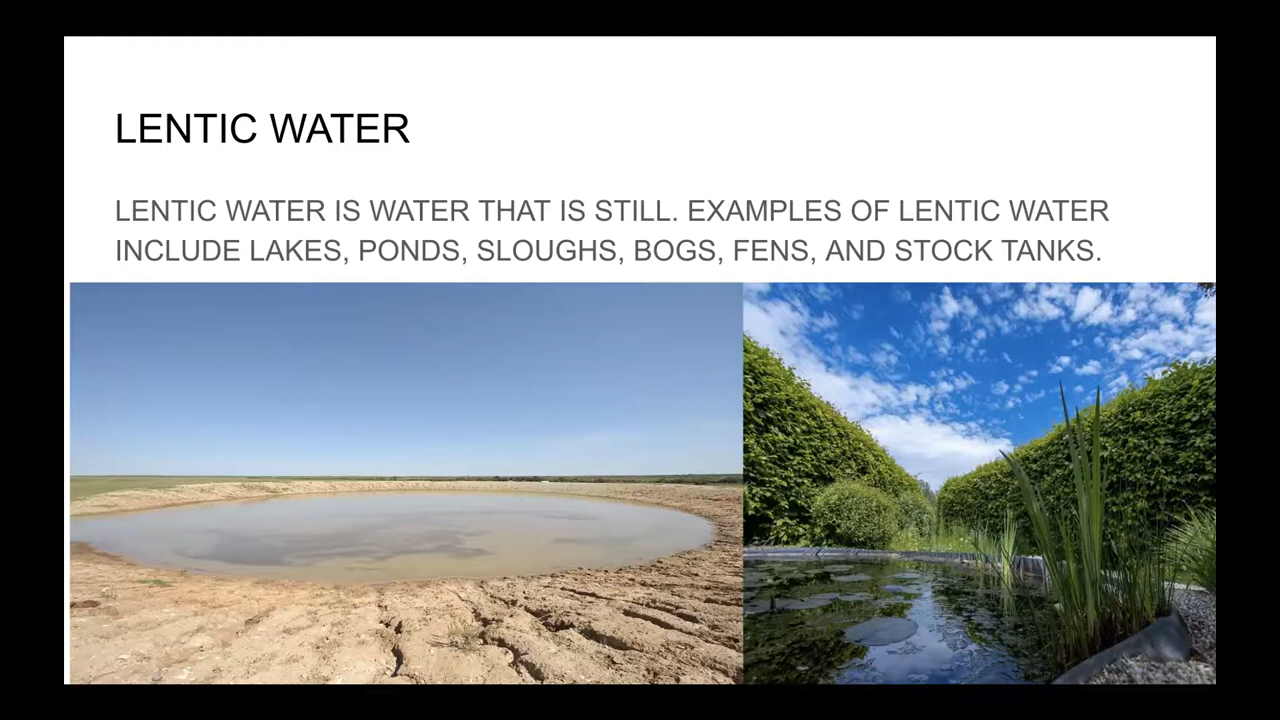 LENTIC WATER
LENTIC WATER IS WATER THAT IS STILL. EXAMPLES OF LENTIC WATER
INCLUDE LAKES, PONDS, SLOUGHS, BOGS, FENS, AND STOCK TANKS.